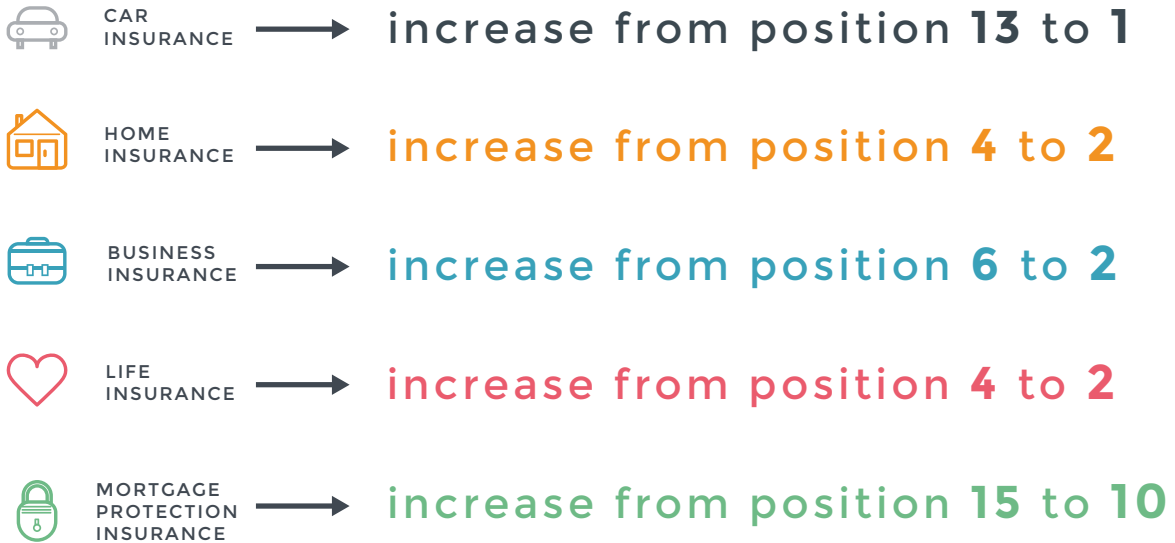 CAR
INSURANCE
increase from position 13 to 1
HOME
INSURANCE
increase from position 4 to 2
BUSINESS
INSURANCE
increase from position 6 to 2
LIFE
INSURANCE
increase from position 4 to 2
MORTGAGE
PROTECTION
INSURANCE
increase from position 15 to 10